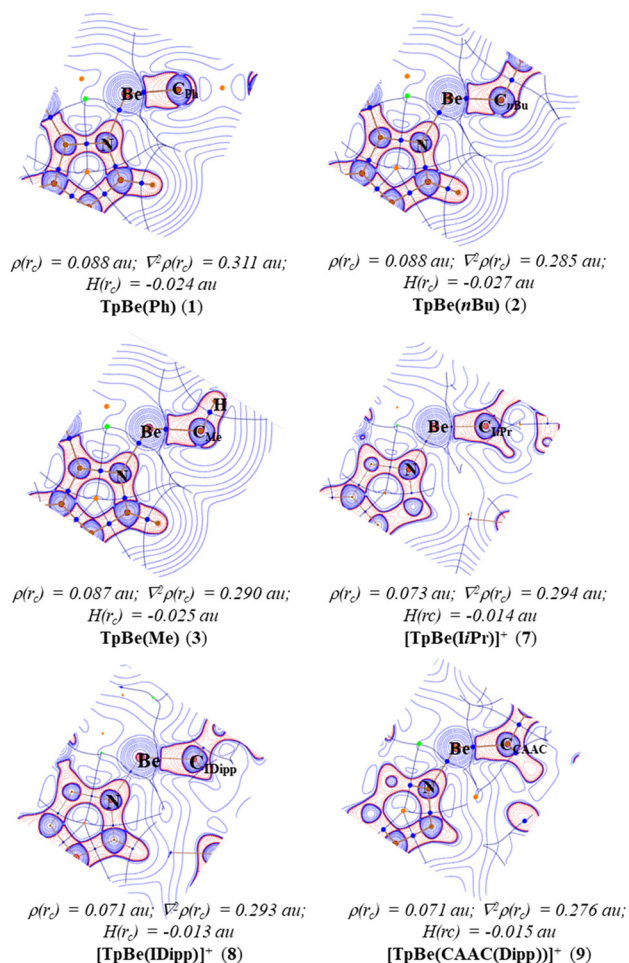 Be C_Ph
N
Be C_nBu
N
ρ(r_c) = 0.088 au; ∇²ρ(r_c) = 0.311 au;
H(r_c) = -0.024 au
TpBe(Ph) (1)
ρ(r_c) = 0.088 au; ∇²ρ(r_c) = 0.285 au;
H(r_c) = -0.027 au
TpBe(nBu) (2)
H
Be C_Me
N
Be C_IiPr
N
ρ(r_c) = 0.087 au; ∇²ρ(r_c) = 0.290 au;
H(r_c) = -0.025 au
TpBe(Me) (3)
ρ(r_c) = 0.073 au; ∇²ρ(r_c) = 0.294 au;
H(rc) = -0.014 au
[TpBe(IiPr)]⁺ (7)
Be C_IDipp
N
Be C_CAAC
N
ρ(r_c) = 0.071 au; ∇²ρ(r_c) = 0.293 au;
H(r_c) = -0.013 au
[TpBe(IDipp)]⁺ (8)
ρ(r_c) = 0.071 au; ∇²ρ(r_c) = 0.276 au;
H(rc) = -0.015 au
[TpBe(CAAC(Dipp))]⁺ (9)